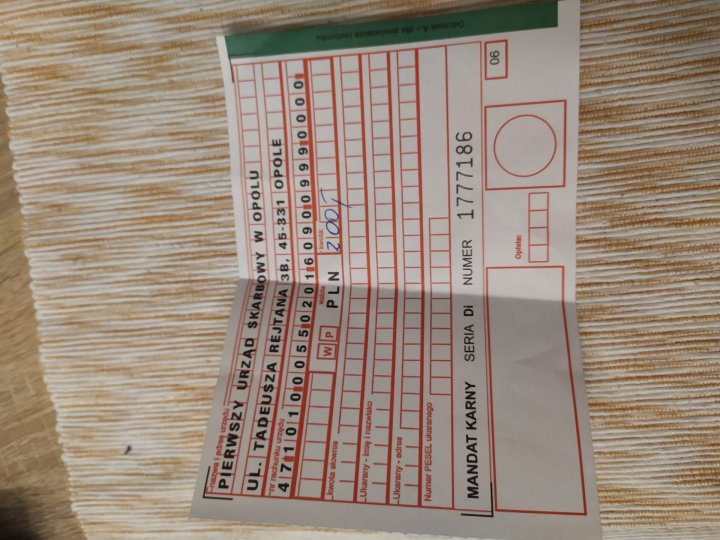 Odcinek A - dla posiadacza rachunku
nazwa i adres urzędu
PIERWSZY URZĄD SKARBOWY W OPOLU
UL. TADEUSZA REJTANA 3B, 45-331 OPOLE
nr rachunku urzędu
47101000550201609009990000
W P
waluta
PLN
kwota
200,-
kwota słownie
Ukarany - imię i nazwisko
Ukarany - adres
Numer PESEL ukaranego
MANDAT KARNY SERIA Di NUMER 1777186
06
Opłata: